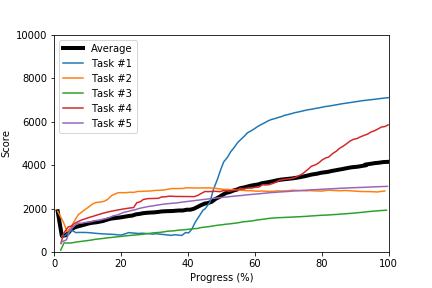 10000
8000
6000
4000
2000
0
Score
Average
Task #1
Task #2
Task #3
Task #4
Task #5
0 20 40 60 80 100
Progress (%)